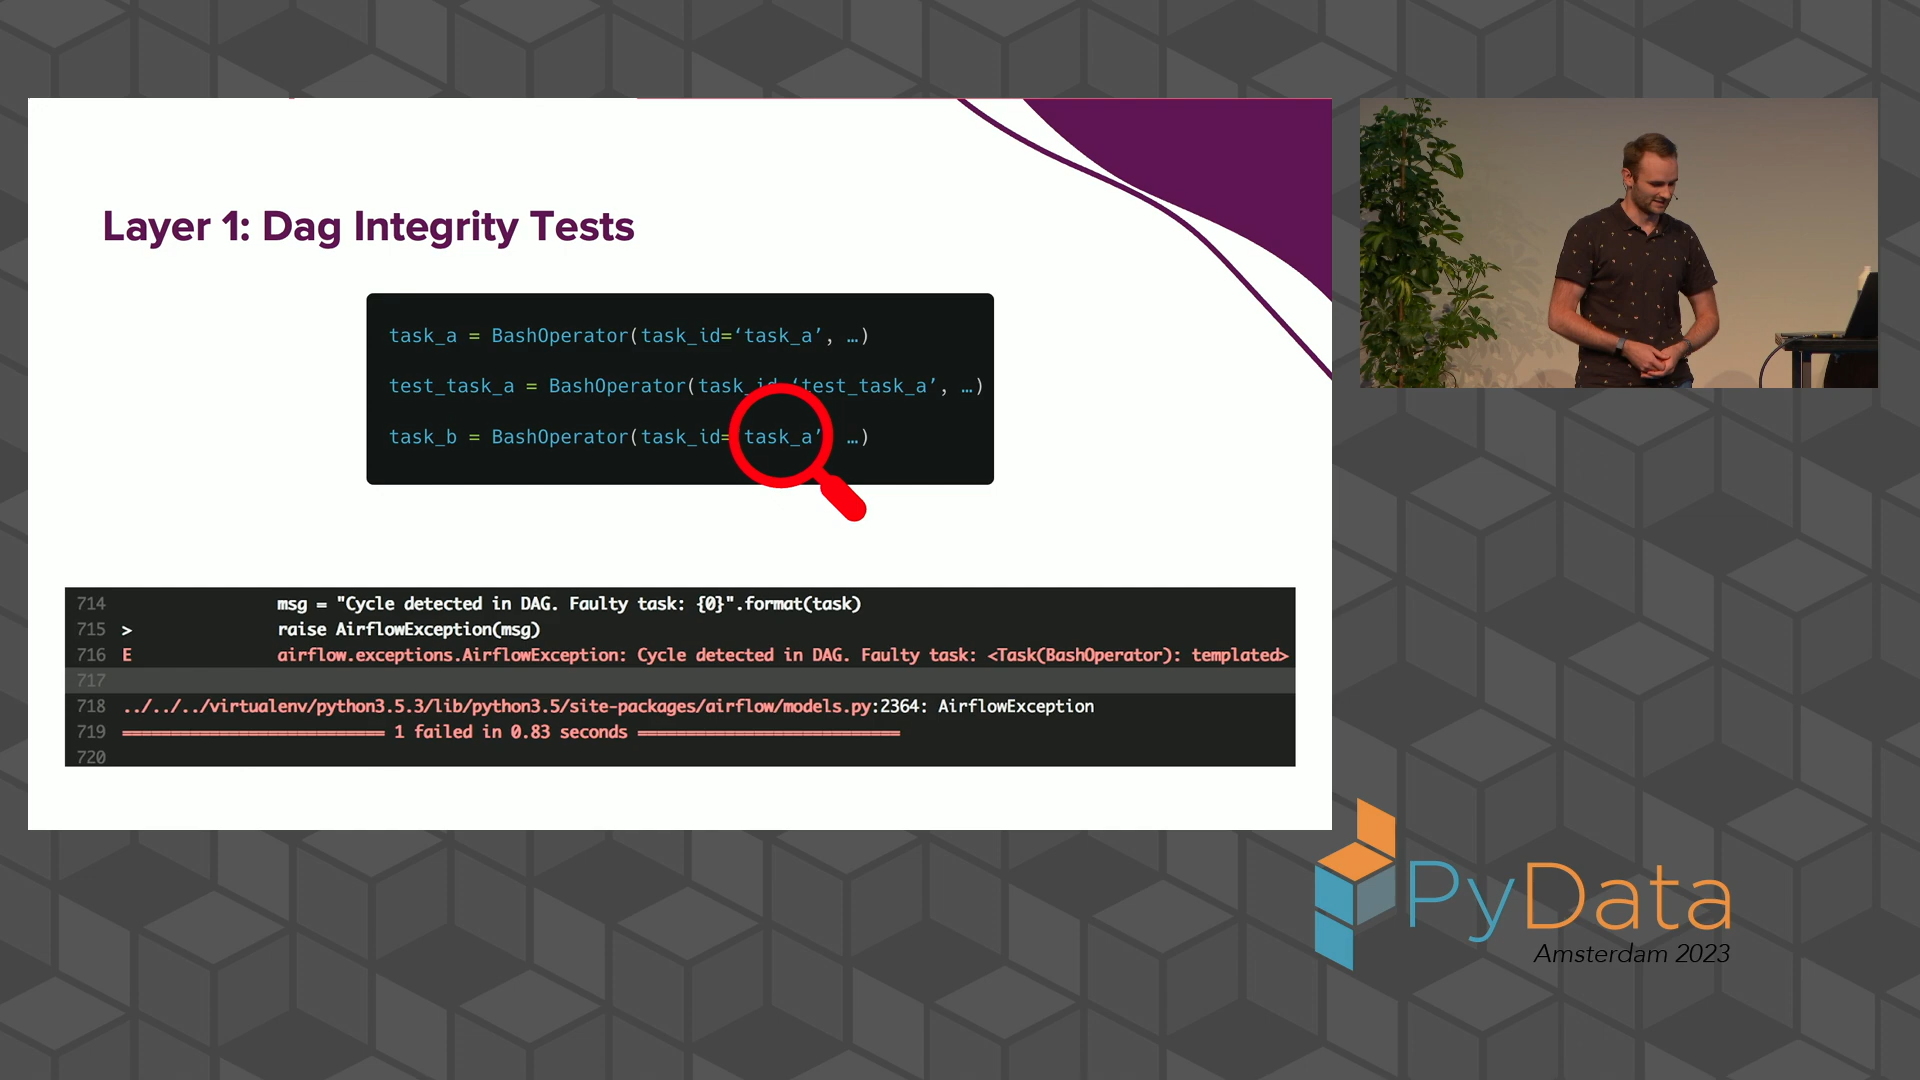 Layer 1: Dag Integrity Tests
task_a = BashOperator(task_id=‘task_a’, …)
test_task_a = BashOperator(task_id=‘test_task_a’, …)
task_b = BashOperator(task_id=‘task_a’, …)
714 msg = "Cycle detected in DAG. Faulty task: {0}".format(task)
715 > raise AirflowException(msg)
716 E airflow.exceptions.AirflowException: Cycle detected in DAG. Faulty task: <Task(BashOperator): templated>
717
718 ../../../virtualenv/python3.5.3/lib/python3.5/site-packages/airflow/models.py:2364: AirflowException
719 =========================== 1 failed in 0.83 seconds ===========================
720
PyData
Amsterdam 2023